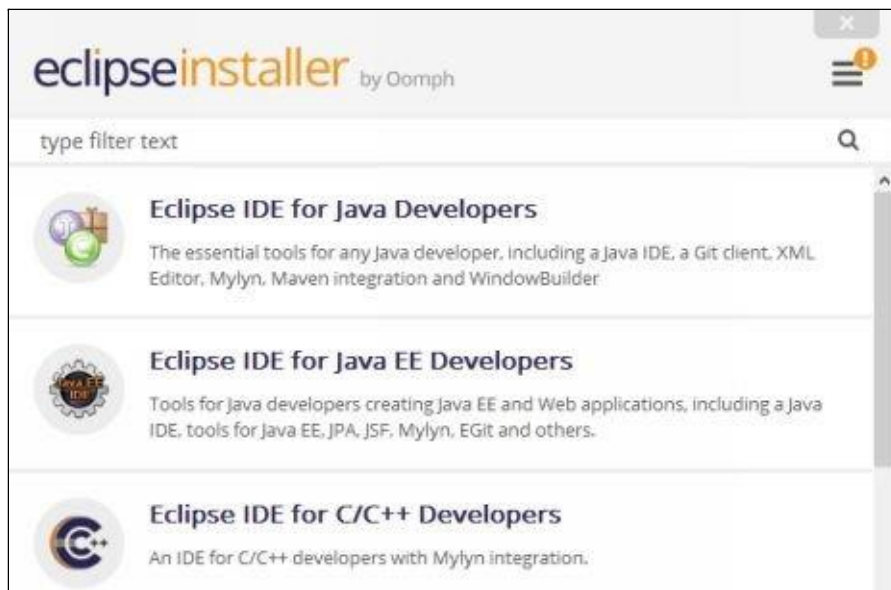 eclipseinstaller by Oomph
type filter text
Eclipse IDE for Java Developers
The essential tools for any Java developer, including a Java IDE, a Git client, XML
Editor, Mylyn, Maven integration and WindowBuilder
JAVA EE
IDE
Eclipse IDE for Java EE Developers
Tools for Java developers creating Java EE and Web applications, including a Java
IDE, tools for Java EE, JPA, JSF, Mylyn, EGit and others.
C++
Eclipse IDE for C/C++ Developers
An IDE for C/C++ developers with Mylyn integration.